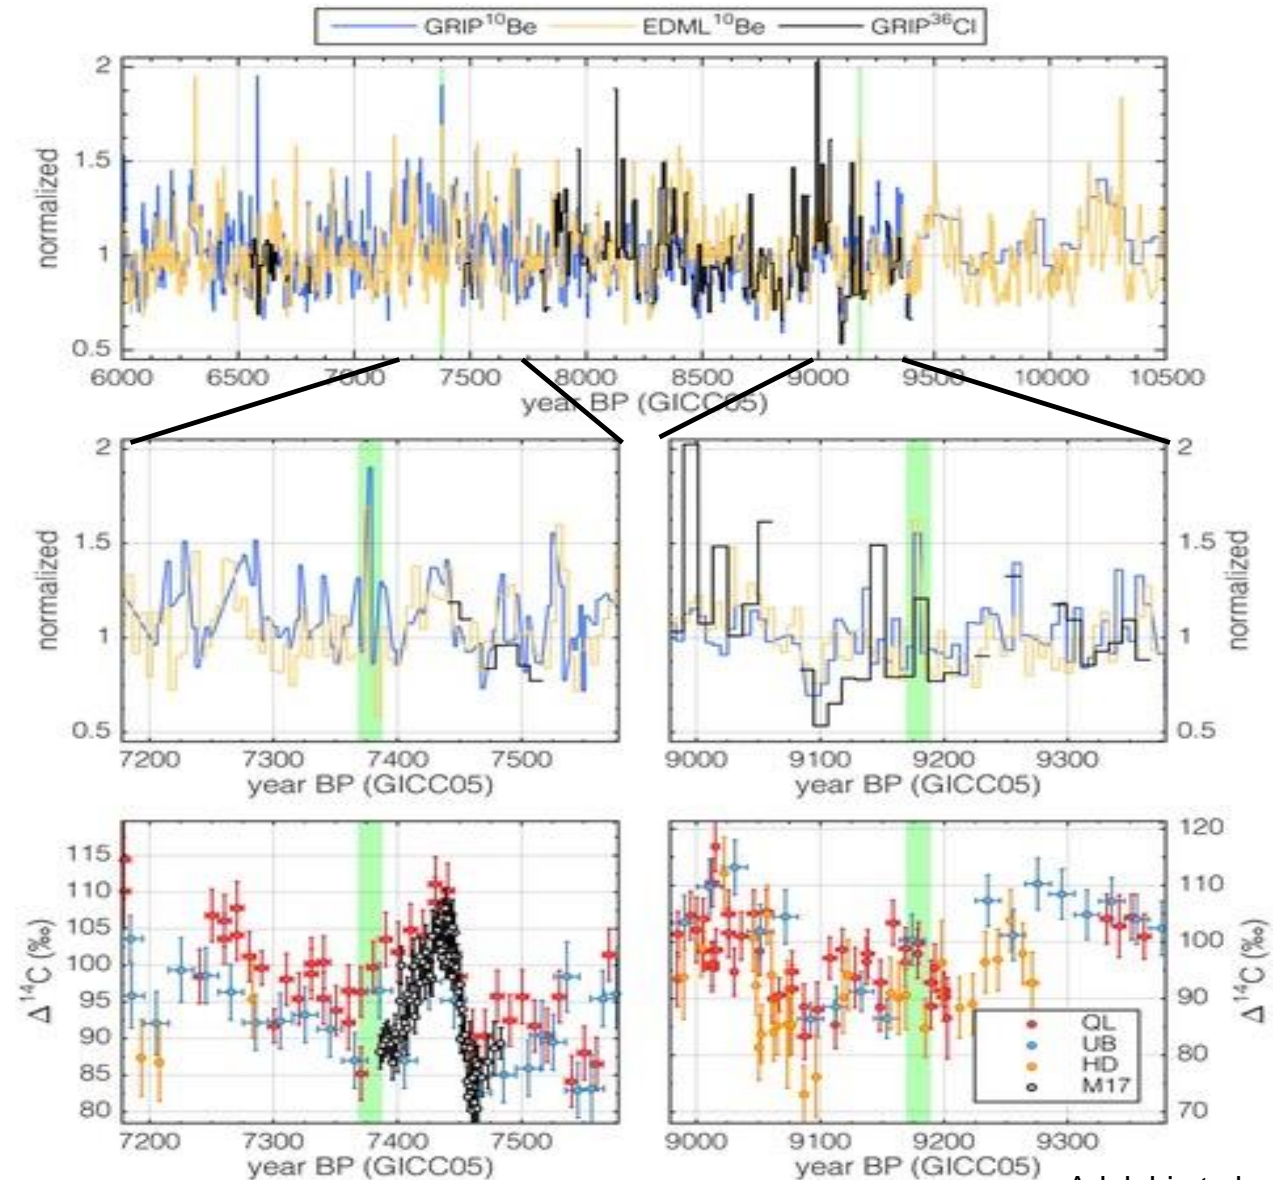 GRIP¹⁰Be EDML¹⁰Be GRIP³⁶Cl
2
1.5
1
0.5
normalized
6000 6500 7000 7500 8000 8500 9000 9500 10000 10500
year BP (GICC05)
2
1.5
1
0.5
normalized
7200 7300 7400 7500
year BP (GICC05)
2
1.5
1
0.5
normalized
9000 9100 9200 9300
year BP (GICC05)
115
110
105
100
95
90
85
80
Δ ¹⁴C (‰)
7200 7300 7400 7500
year BP (GICC05)
120
110
100
90
80
70
Δ ¹⁴C (‰)
QL
UB
HD
M17
9000 9100 9200 9300
year BP (GICC05)